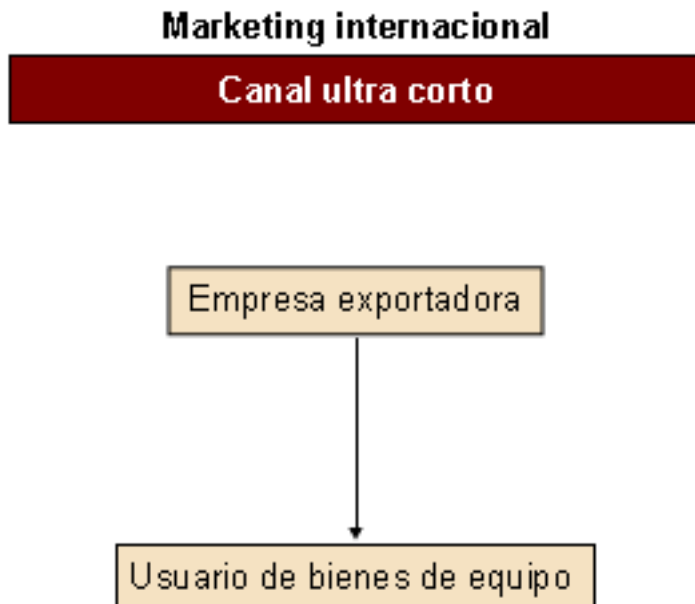 Marketing internacional
Canal ultra corto
Empresa exportadora
Usuario de bienes de equipo